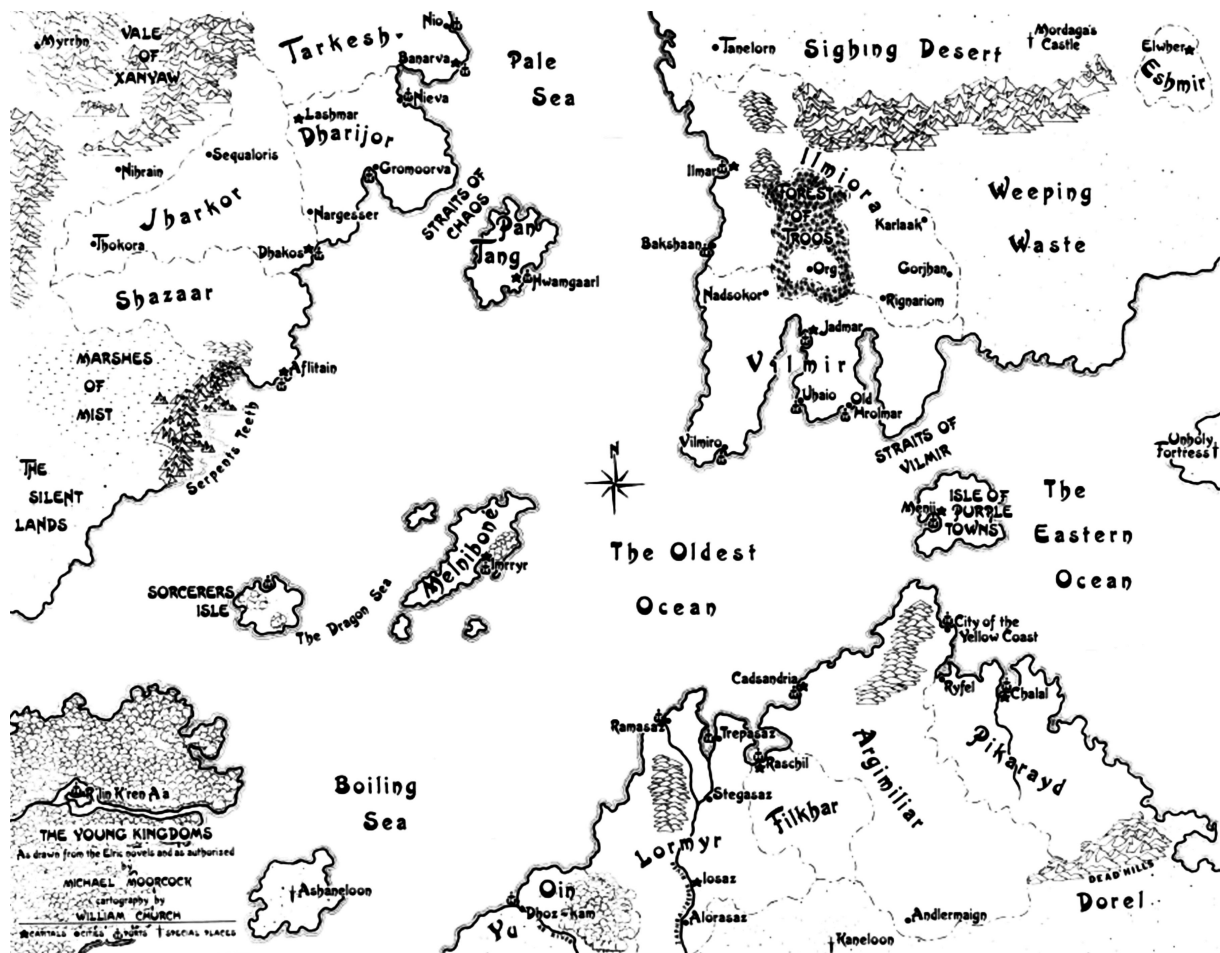 Myrrhn
VALE
OF
XANYAW
Tarkesh
Nio
Banarva
Pale
Sea
Nieva
Lashmar
Dharijor
Sequaloris
Nihrain
Gromoorva
Jharkor
Nargesser
STRAITS OF
CHAOS
Pan
Tang
Hwamgaarl
Thokora
Dhakos
Shazaar
MARSHES
OF
MIST
Aflitain
Serpents Teeth
THE
SILENT
LANDS
Tanelorn
Sighing Desert
Mordaga's
Castle
Elwher
Eshmir
Ilmar
Ilmiora
FOREST
OF
TROOS
Karlaak
Weeping
Waste
Bakshaan
Org
Gorjhan
Nadsokor
Rignariom
Jadmar
Vilmir
Uhaio
Old
Hrolmar
Vilmiro
STRAITS OF
VILMIR
Unholy
Fortress
N
Menii
ISLE OF
PURPLE
TOWNS
The
Eastern
Ocean
The Oldest
Ocean
Melnibone
Imrryr
SORCERERS
ISLE
The Dragon Sea
City of the
Yellow Coast
Cadsandria
Ryfel
Chalal
Ramasaz
Trepasaz
Raschil
Argimiliar
Pikarayd
Stegasaz
Filkhar
Lormyr
Iosaz
Boiling
Sea
R'lin K'ren A'a
THE YOUNG KINGDOMS
As drawn from the Elric novels and as authorized
by
MICHAEL MOORCOCK
cartography by
WILLIAM CHURCH
CAPITALS CITIES PORTS SPECIAL PLACES
Ashaneloon
Oin
Dhoz-kam
Yu
Alorasaz
DEAD HILLS
Dorel
Andlermaign
Kaneloon